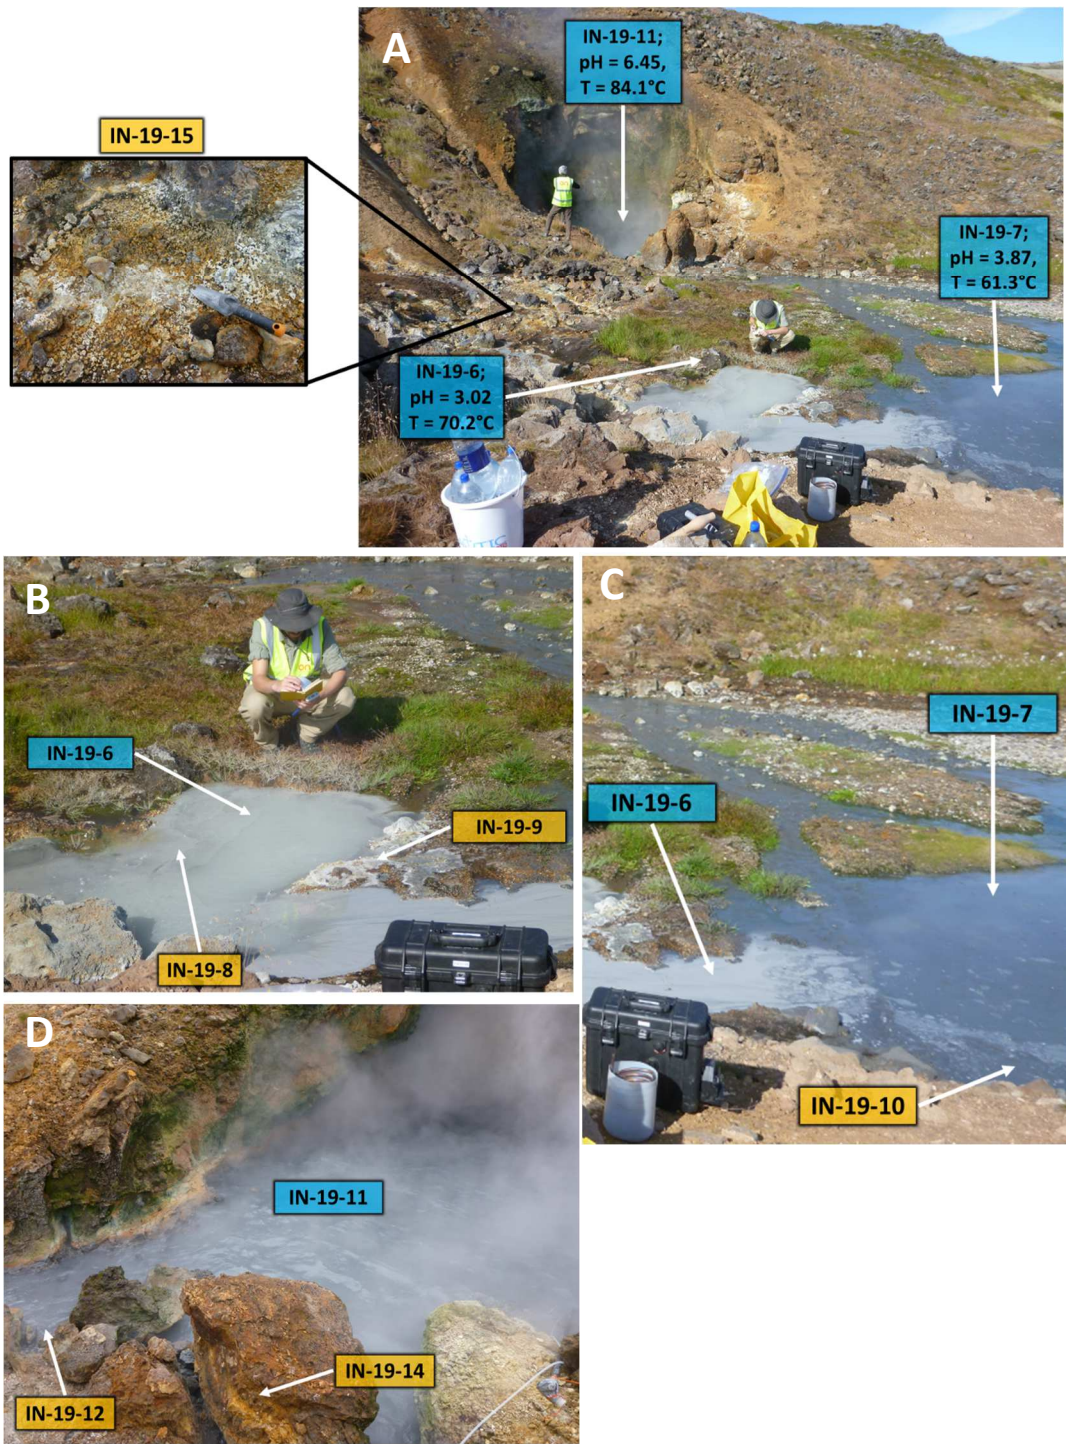 A
IN-19-11;
pH = 6.45,
T = 84.1°C
IN-19-15
IN-19-7;
pH = 3.87,
T = 61.3°C
IN-19-6;
pH = 3.02
T = 70.2°C
B
IN-19-6
IN-19-9
IN-19-8
C
IN-19-7
IN-19-6
IN-19-10
D
IN-19-11
IN-19-14
IN-19-12